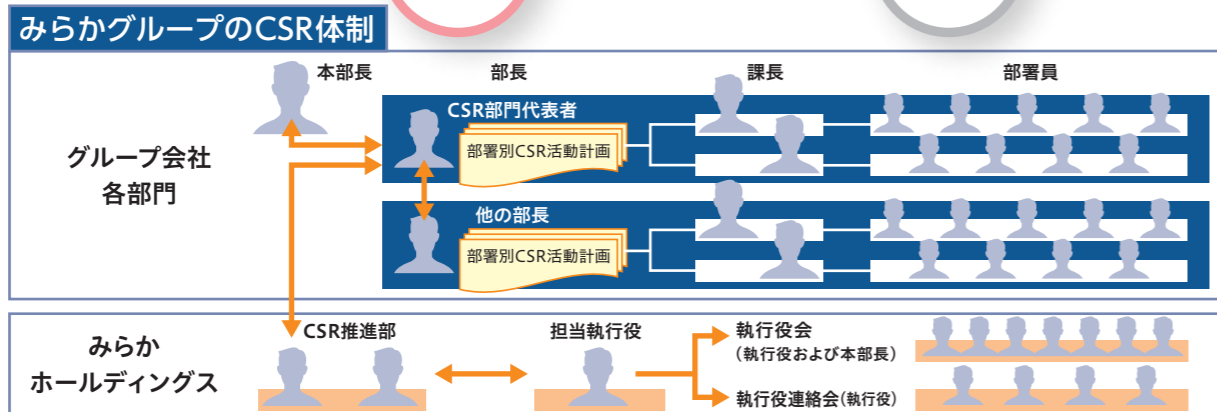 みらかグループのCSR体制
本部長
部長
課長
部署員
グループ会社
各部門
CSR部門代表者
部署別CSR活動計画
他の部長
部署別CSR活動計画
みらか
ホールディングス
CSR推進部
担当執行役
執行役会
(執行役および本部長)
執行役連絡会(執行役)